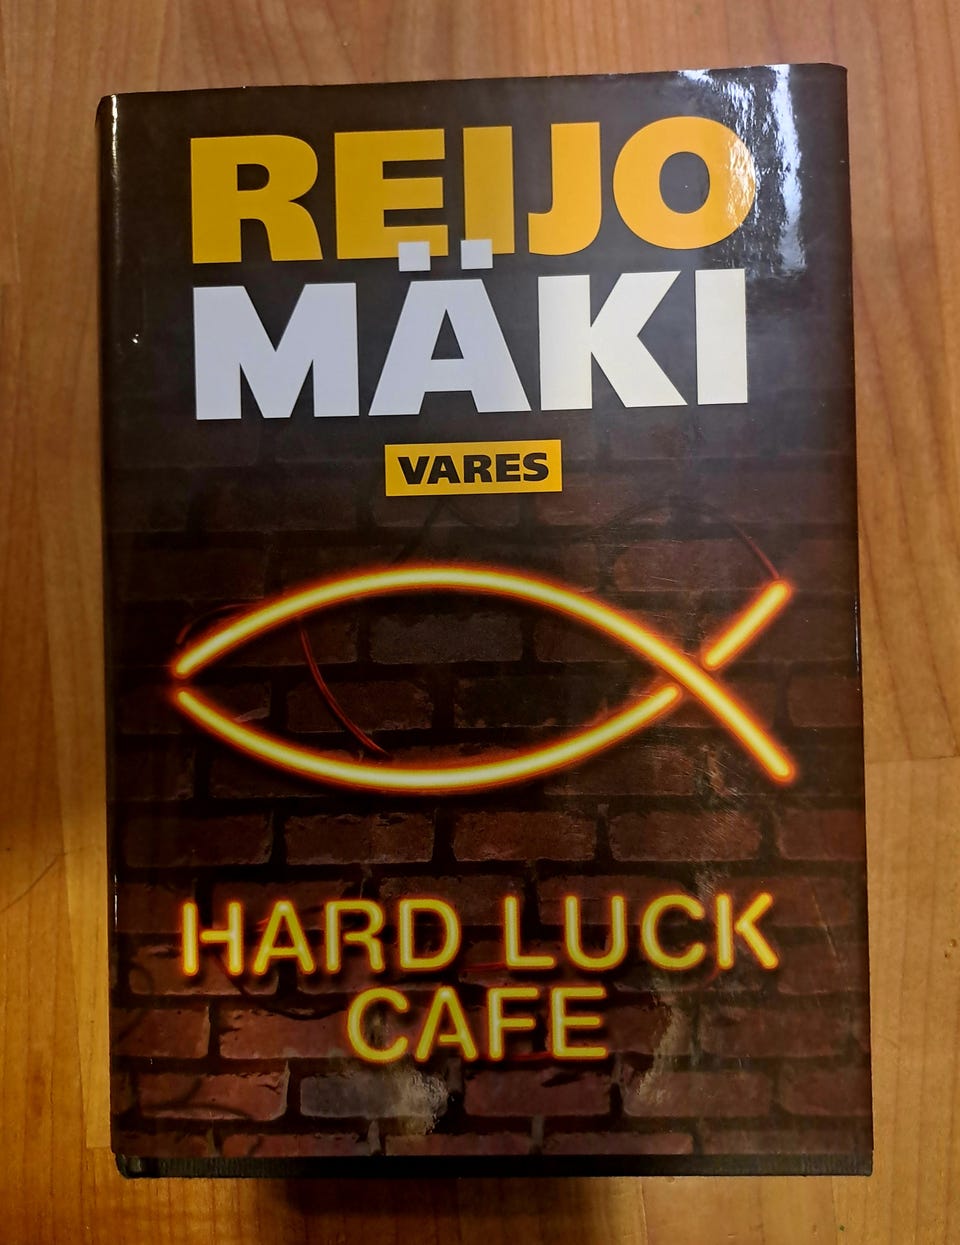 REIJO
MÄKI
VARES
HARD LUCK
CAFE